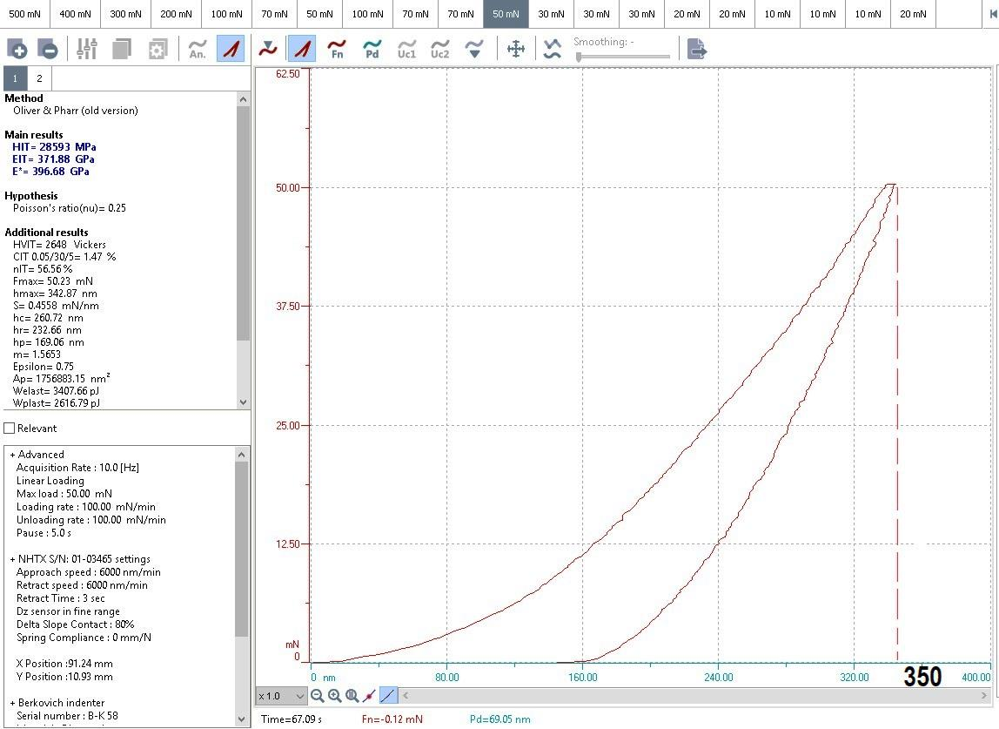 500 mN 400 mN 300 mN 200 mN 100 mN 70 mN 50 mN 100 mN 70 mN 70 mN 50 mN 30 mN 30 mN 30 mN 20 mN 20 mN 10 mN 10 mN 10 mN 20 mN
An. Fn Pd Uc1 Uc2 Smoothing: -
1 2
Method
Oliver & Pharr (old version)
Main results
HIT= 28593 MPa
EIT= 371.88 GPa
E*= 396.68 GPa
Hypothesis
Poisson's ratio(nu)= 0.25
Additional results
HVIT= 2648 Vickers
CIT 0.05/30/5= 1.47 %
nIT= 56.56 %
Fmax= 50.23 mN
hmax= 342.87 nm
S= 0.4558 mN/nm
hc= 260.72 nm
hr= 232.66 nm
hp= 169.06 nm
m= 1.5653
Epsilon= 0.75
Ap= 1756883.15 nm²
Welast= 3407.66 pJ
Wplast= 2616.79 pJ
Relevant
+ Advanced
Acquisition Rate : 10.0 [Hz]
Linear Loading
Max load : 50.00 mN
Loading rate : 100.00 mN/min
Unloading rate : 100.00 mN/min
Pause : 5.0 s
+ NHTX S/N: 01-03465 settings
Approach speed : 6000 nm/min
Retract speed : 6000 nm/min
Retract Time : 3 sec
Dz sensor in fine range
Delta Slope Contact : 80%
Spring Compliance : 0 mm/N
X Position :91.24 mm
Y Position :10.93 mm
+ Berkovich indenter
Serial number : B-K 58
62.50
50.00
37.50
25.00
12.50
mN
0
0 nm 80.00 160.00 240.00 320.00 350 400.00
x 1.0
Time=67.09 s Fn=-0.12 mN Pd=69.05 nm